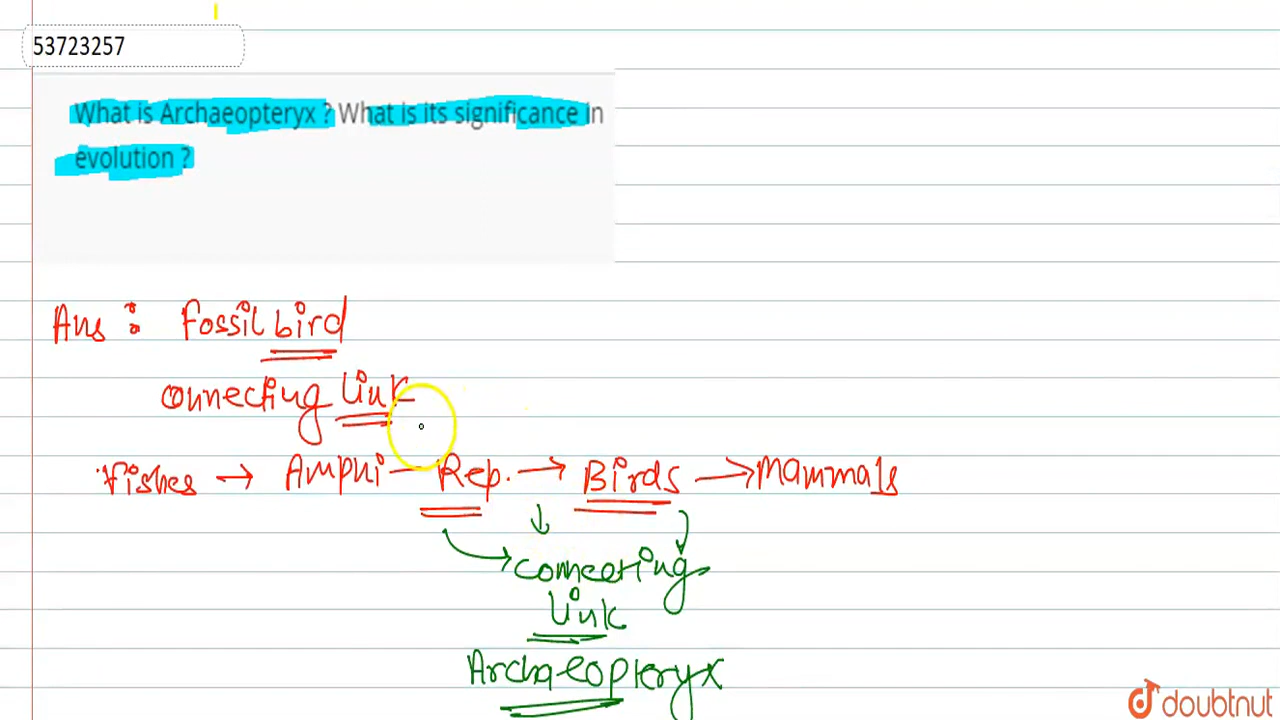 53723257
What is Archaeopteryx ? What is its significance in
evolution ?
Ans : Fossil bird
connecting link
Fishes → Amphi – Rep. → Birds → Mammals
connecting
link
Archaeopteryx
doubtnut